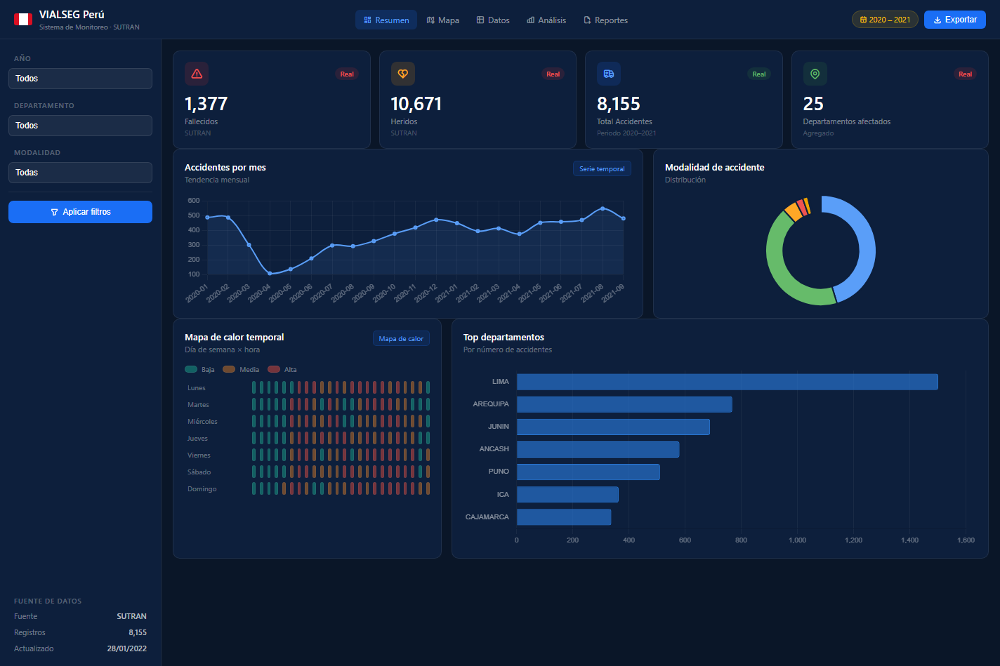 VIALSEG Perú
Sistema de Monitoreo · SUTRAN
Resumen
Mapa
Datos
Análisis
Reportes
2020 – 2021
Exportar
AÑO
Todos
DEPARTAMENTO
Todos
MODALIDAD
Todas
Aplicar filtros
FUENTE DE DATOS
Fuente SUTRAN
Registros 8,155
Actualizado 28/01/2022
Real
1,377
Fallecidos
SUTRAN
Real
10,671
Heridos
SUTRAN
Real
8,155
Total Accidentes
Periodo 2020–2021
Real
25
Departamentos afectados
Agregado
Accidentes por mes
Tendencia mensual
Serie temporal
600
500
400
300
200
100
2020-01
2020-02
2020-03
2020-04
2020-05
2020-06
2020-07
2020-08
2020-09
2020-10
2020-11
2020-12
2021-01
2021-02
2021-03
2021-04
2021-05
2021-06
2021-07
2021-08
2021-09
Modalidad de accidente
Distribución
Mapa de calor temporal
Día de semana × hora
Mapa de calor
Baja
Media
Alta
Lunes
Martes
Miércoles
Jueves
Viernes
Sábado
Domingo
Top departamentos
Por número de accidentes
LIMA
AREQUIPA
JUNIN
ANCASH
PUNO
ICA
CAJAMARCA
0
200
400
600
800
1,000
1,200
1,400
1,600